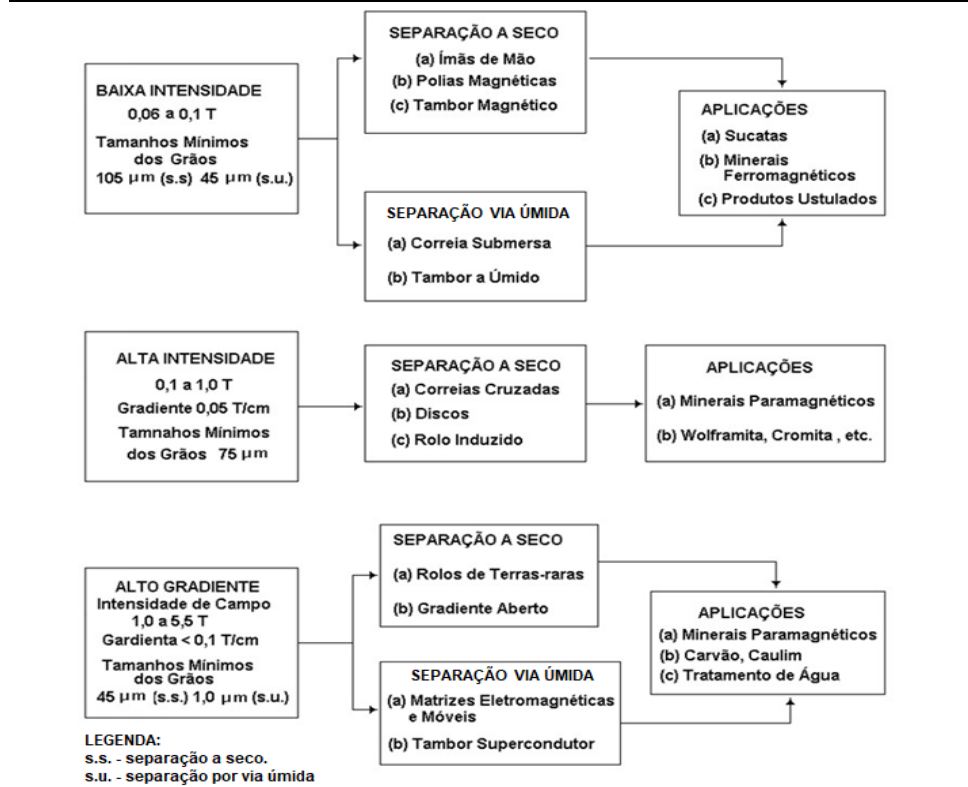 BAIXA INTENSIDADE
0,06 a 0,1 T
Tamanhos Mínimos
dos Grãos
105 µm (s.s) 45 µm (s.u.)
SEPARAÇÃO A SECO
(a) Ímãs de Mão
(b) Polias Magnéticas
(c) Tambor Magnético
SEPARAÇÃO VIA ÚMIDA
(a) Correia Submersa
(b) Tambor a Úmido
APLICAÇÕES
(a) Sucatas
(b) Minerais
Ferromagnéticos
(c) Produtos Ustulados
ALTA INTENSIDADE
0,1 a 1,0 T
Gradiente 0,05 T/cm
Tamnahos Mínimos
dos Grãos 75 µm
SEPARAÇÃO A SECO
(a) Correias Cruzadas
(b) Discos
(c) Rolo Induzido
APLICAÇÕES
(a) Minerais Paramagnéticos
(b) Wolframita, Cromita , etc.
ALTO GRADIENTE
Intensidade de Campo
1,0 a 5,5 T
Gardienta < 0,1 T/cm
Tamanhos Mínimos
dos Grãos
45 µm (s.s.) 1,0 µm (s.u.)
SEPARAÇÃO A SECO
(a) Rolos de Terras-raras
(b) Gradiente Aberto
SEPARAÇÃO VIA ÚMIDA
(a) Matrizes Eletromagnéticas
e Móveis
(b) Tambor Supercondutor
APLICAÇÕES
(a) Minerais Paramagnéticos
(b) Carvão, Caulim
(c) Tratamento de Água
LEGENDA:
s.s. - separação a seco.
s.u. - separação por via úmida